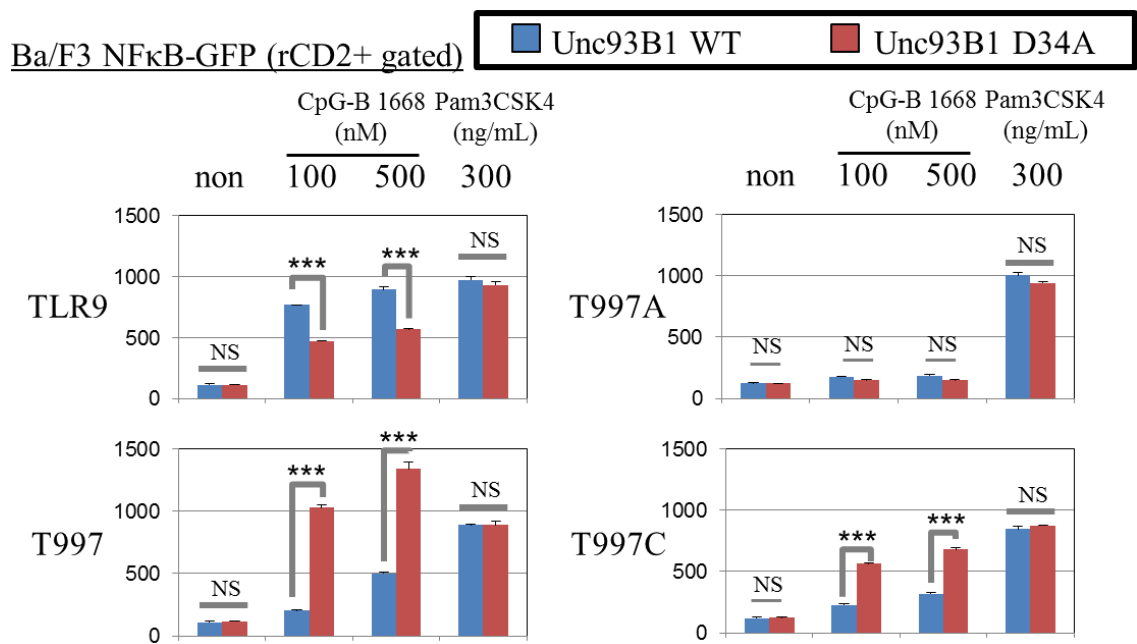 Unc93B1 WT
Unc93B1 D34A
Ba/F3 NFκB-GFP (rCD2+ gated)
CpG-B 1668 Pam3CSK4
(nM) (ng/mL)
non 100 500 300
CpG-B 1668 Pam3CSK4
(nM) (ng/mL)
non 100 500 300
TLR9
1500
1000
500
0
NS
***
***
NS
T997A
1500
1000
500
0
NS
NS
NS
NS
T997
1500
1000
500
0
NS
***
***
NS
T997C
1500
1000
500
0
NS
***
***
NS